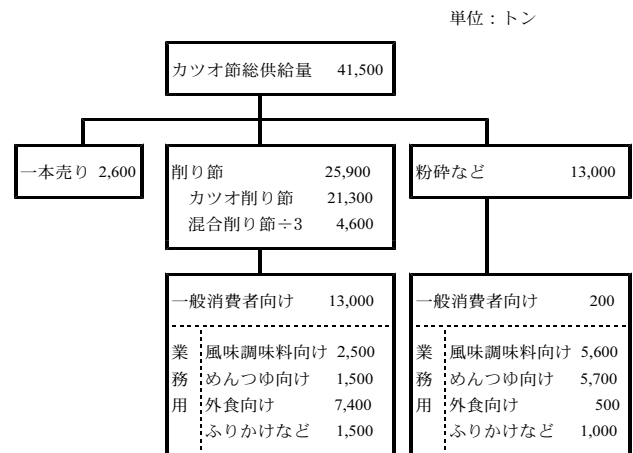 単位：トン
カツオ節総供給量 41,500
一本売り 2,600
削り節 25,900
カツオ削り節 21,300
混合削り節÷3 4,600
粉砕など 13,000
一般消費者向け 13,000
業務用
風味調味料向け 2,500
めんつゆ向け 1,500
外食向け 7,400
ふりかけなど 1,500
一般消費者向け 200
業務用
風味調味料向け 5,600
めんつゆ向け 5,700
外食向け 500
ふりかけなど 1,000